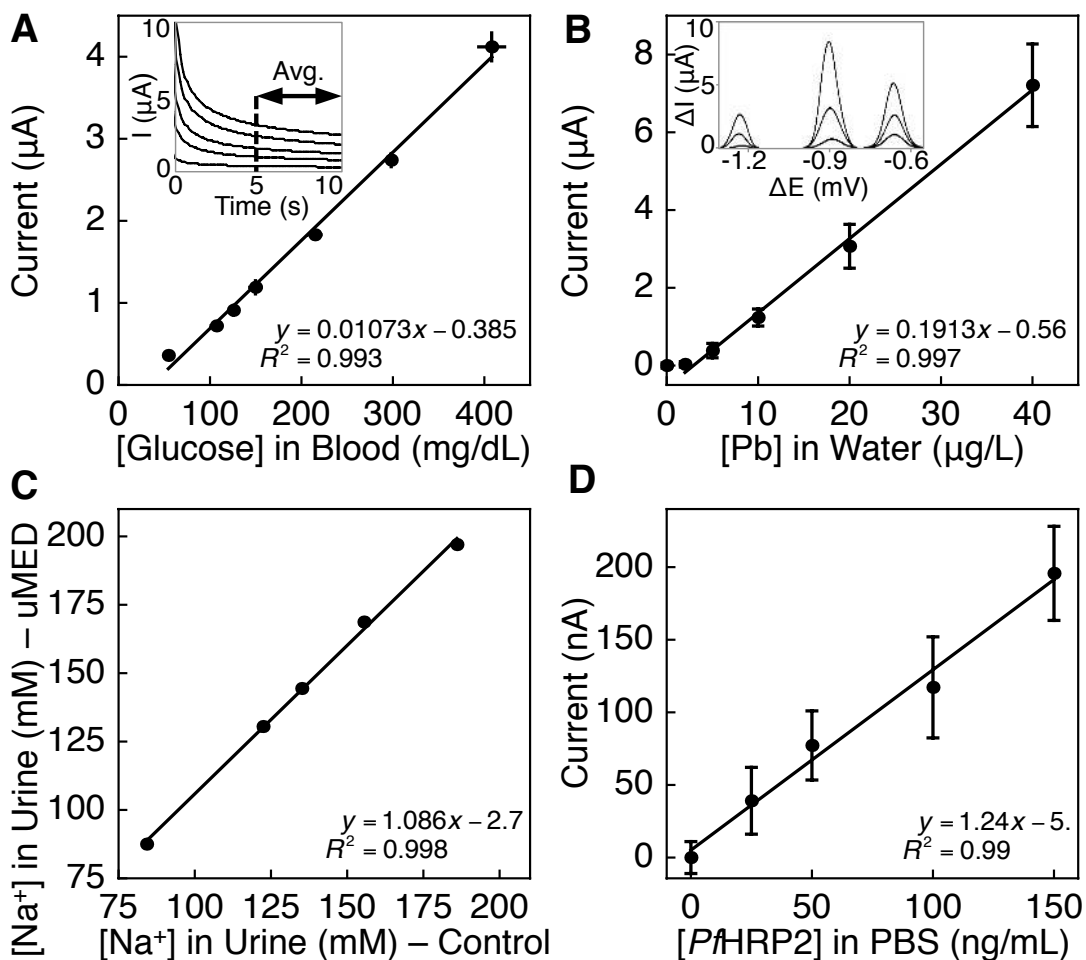 A
Current (μA)
4
3
2
1
0
0 100 200 300 400
[Glucose] in Blood (mg/dL)
y = 0.01073x − 0.385
R² = 0.993
I (μA)
10
5
0
Avg.
0 5 10
Time (s)
B
Current (μA)
8
6
4
2
0
0 10 20 30 40
[Pb] in Water (μg/L)
y = 0.1913x − 0.56
R² = 0.997
ΔI (μA)
10
5
0
-1.2 -0.9 -0.6
ΔE (mV)
C
[Na⁺] in Urine (mM) – uMED
200
175
150
125
100
75
75 100 125 150 175 200
[Na⁺] in Urine (mM) – Control
y = 1.086x − 2.7
R² = 0.998
D
Current (nA)
200
150
100
50
0
0 50 100 150
[PfHRP2] in PBS (ng/mL)
y = 1.24x − 5.
R² = 0.99